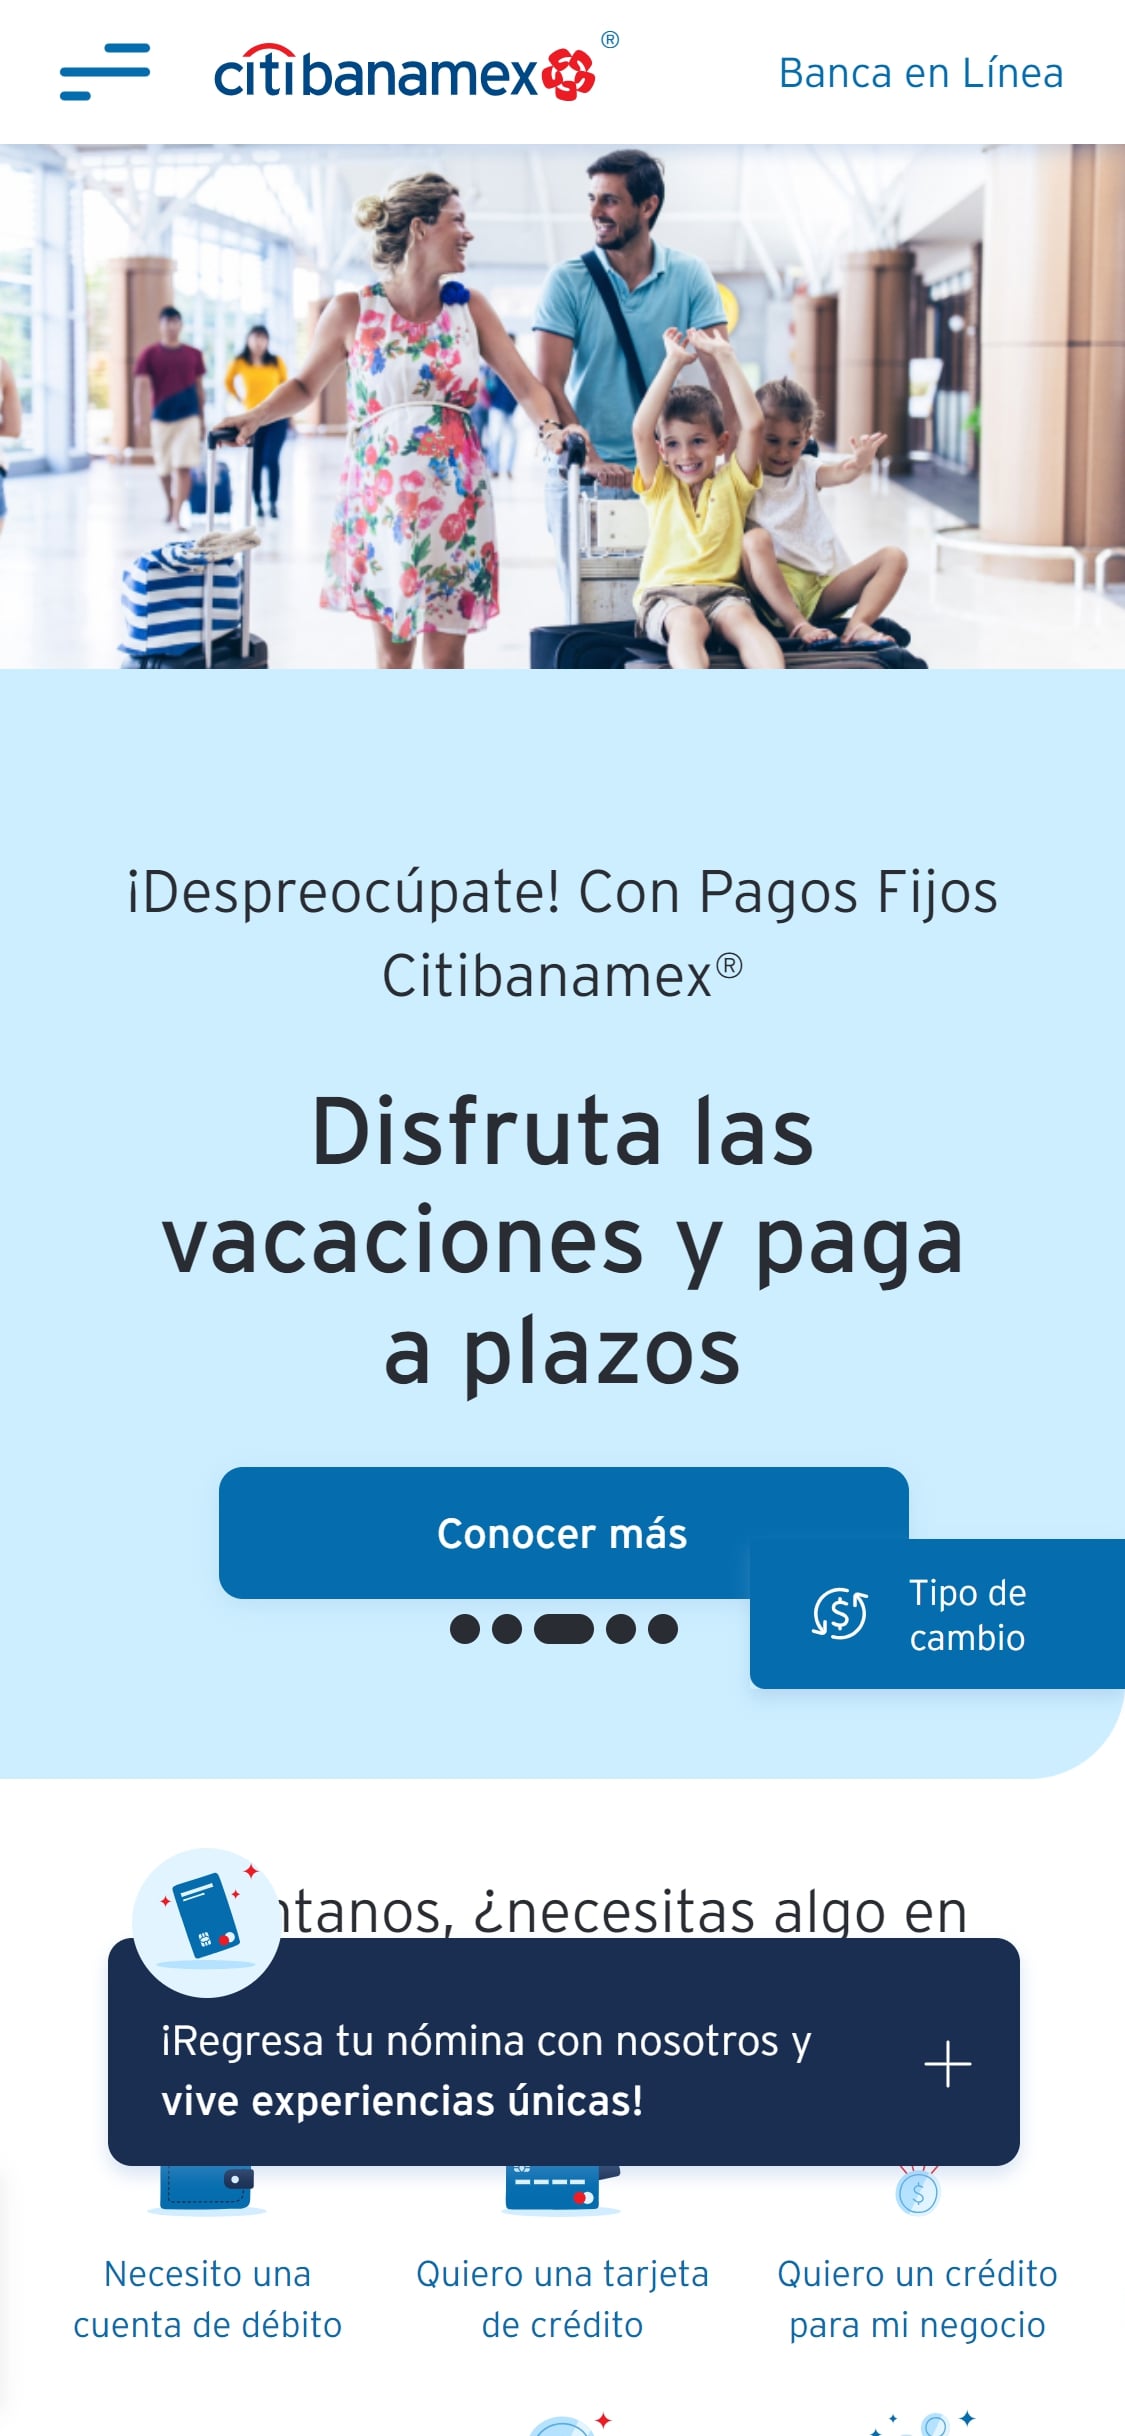 citibanamex®
Banca en Línea
¡Despreocúpate! Con Pagos Fijos
Citibanamex®
Disfruta las
vacaciones y paga
a plazos
Conocer más
Tipo de
cambio
¿necesitas algo en
¡Regresa tu nómina con nosotros y
vive experiencias únicas!
Necesito una
cuenta de débito
Quiero una tarjeta
de crédito
Quiero un crédito
para mi negocio